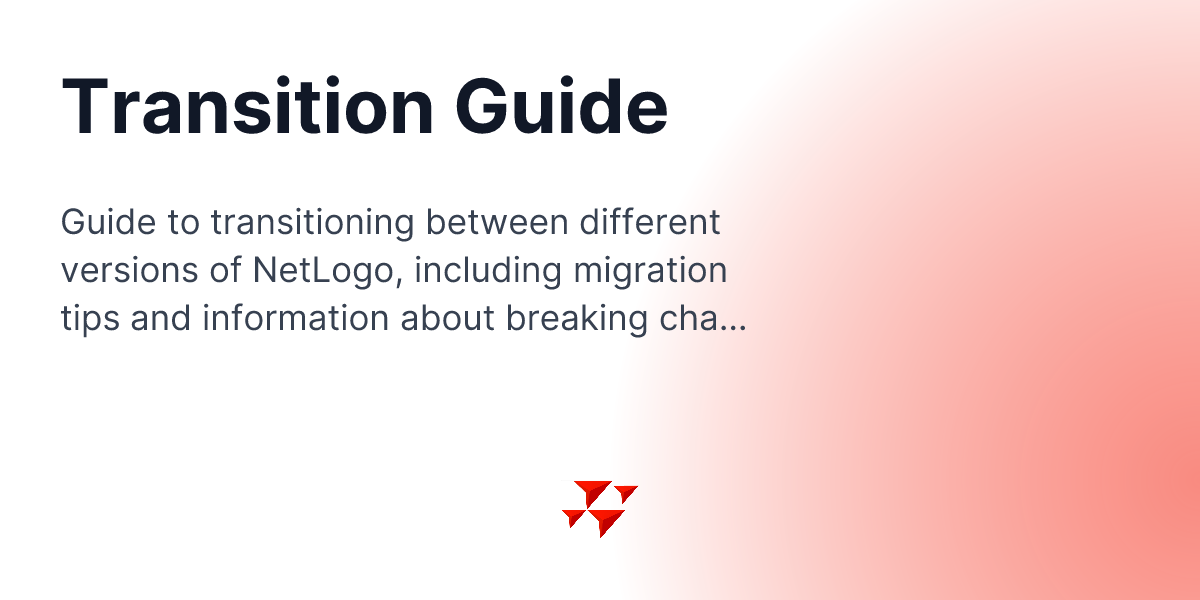 Transition Guide
Guide to transitioning between different
versions of NetLogo, including migration
tips and information about breaking cha...